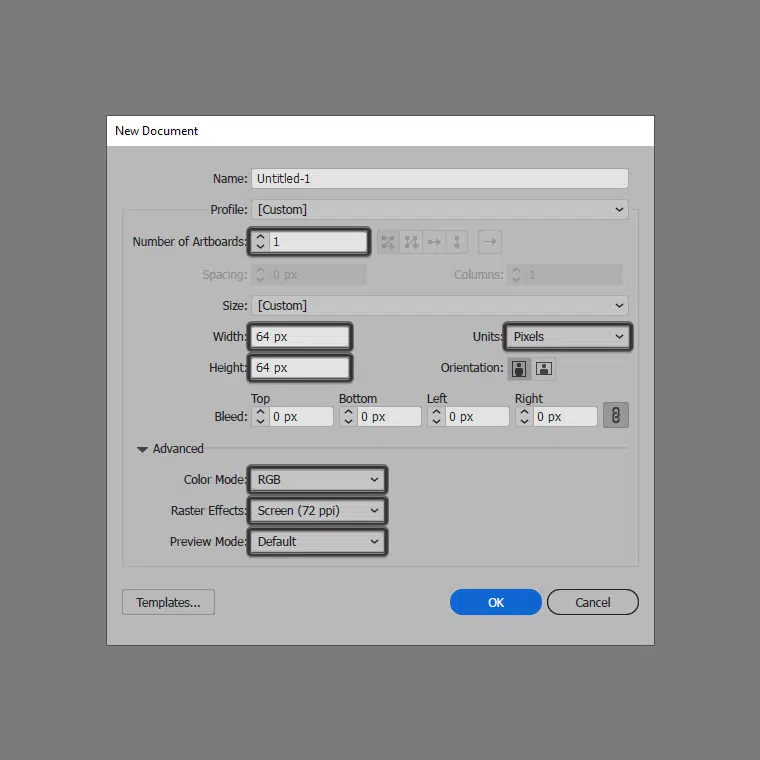 New Document
Name: Untitled-1
Profile: [Custom]
Number of Artboards: 1
Spacing: 0 px Columns: 1
Size: [Custom]
Width: 64 px Units: Pixels
Height: 64 px Orientation:
Top Bottom Left Right
Bleed: 0 px 0 px 0 px 0 px
Advanced
Color Mode: RGB
Raster Effects: Screen (72 ppi)
Preview Mode: Default
Templates... OK Cancel